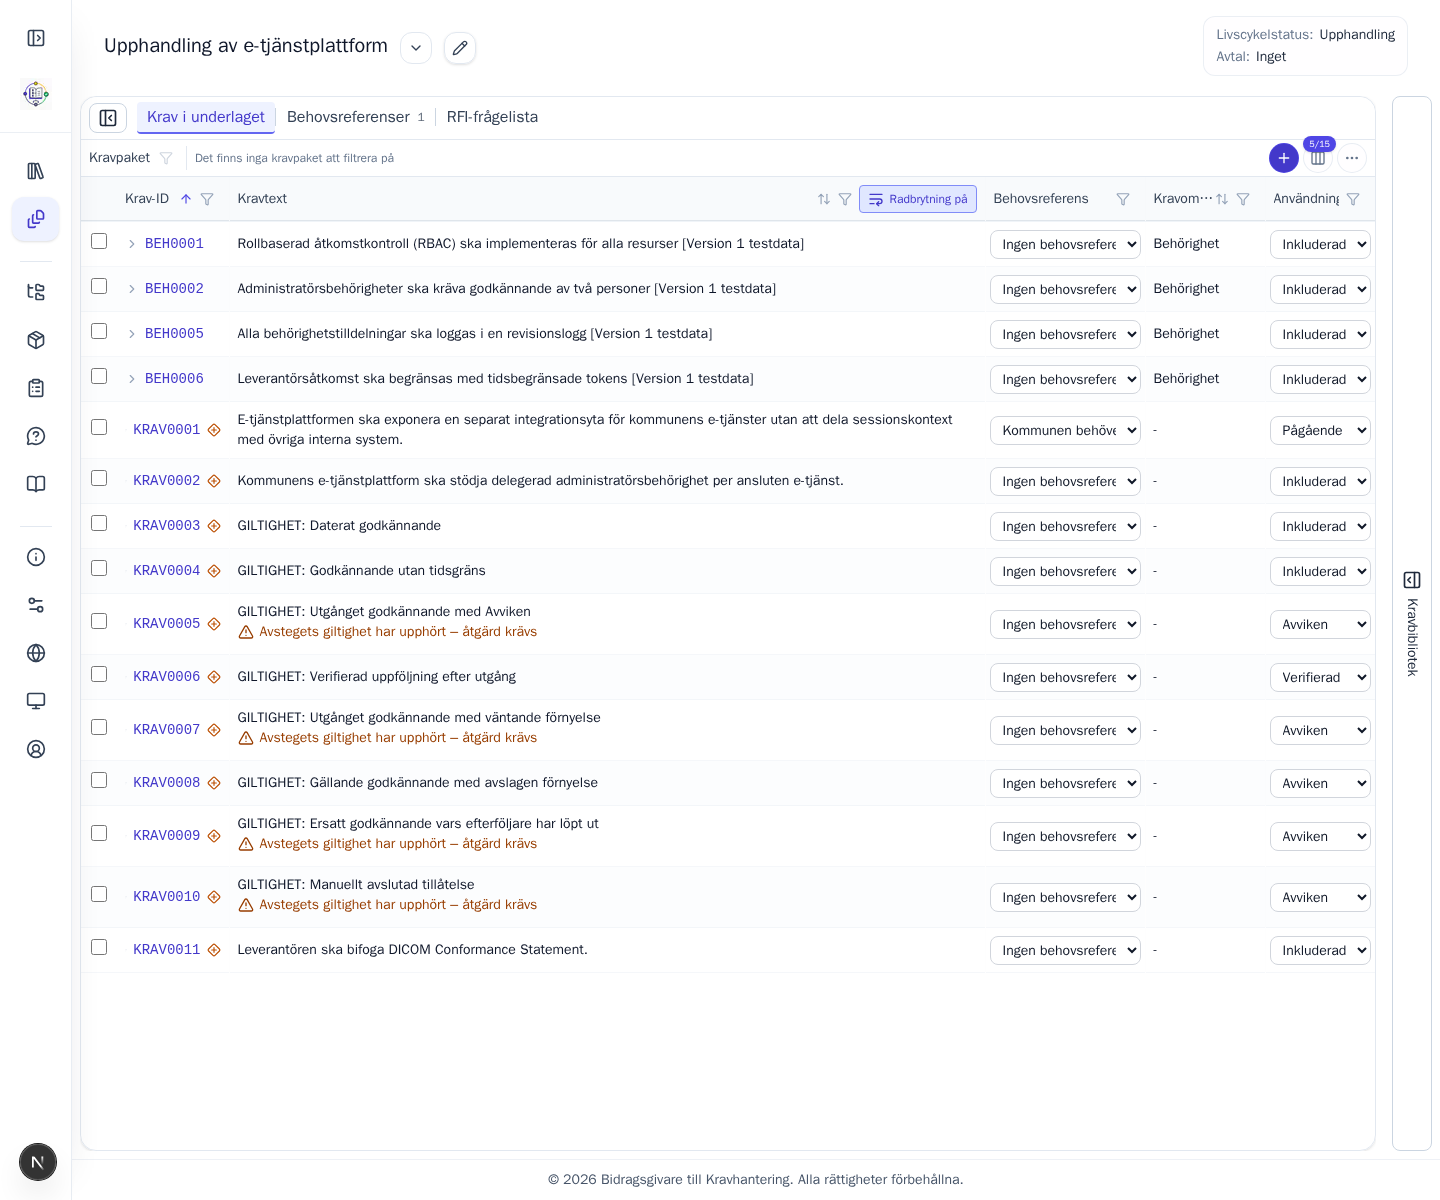 Upphandling av e-tjänstplattform
Livscykelstatus: Upphandling
Avtal: Inget
Krav i underlaget
Behovsreferenser 1
RFI-frågelista
Kravpaket
Det finns inga kravpaket att filtrera på
5/15
Krav-ID
Kravtext
Radbrytning på
Behovsreferens
Kravom···
Användning
BEH0001 Rollbaserad åtkomstkontroll (RBAC) ska implementeras för alla resurser [Version 1 testdata] Ingen behovsrefere Behörighet Inkluderad
BEH0002 Administratörsbehörigheter ska kräva godkännande av två personer [Version 1 testdata] Ingen behovsrefere Behörighet Inkluderad
BEH0005 Alla behörighetstilldelningar ska loggas i en revisionslogg [Version 1 testdata] Ingen behovsrefere Behörighet Inkluderad
BEH0006 Leverantörsåtkomst ska begränsas med tidsbegränsade tokens [Version 1 testdata] Ingen behovsrefere Behörighet Inkluderad
KRAV0001 E-tjänstplattformen ska exponera en separat integrationsyta för kommunens e-tjänster utan att dela sessionskontext
med övriga interna system. Kommunen behöve - Pågående
KRAV0002 Kommunens e-tjänstplattform ska stödja delegerad administratörsbehörighet per ansluten e-tjänst. Ingen behovsrefere - Inkluderad
KRAV0003 GILTIGHET: Daterat godkännande Ingen behovsrefere - Inkluderad
KRAV0004 GILTIGHET: Godkännande utan tidsgräns Ingen behovsrefere - Inkluderad
KRAV0005 GILTIGHET: Utgånget godkännande med Avviken Ingen behovsrefere - Avviken
Avstegets giltighet har upphört – åtgärd krävs
KRAV0006 GILTIGHET: Verifierad uppföljning efter utgång Ingen behovsrefere - Verifierad
KRAV0007 GILTIGHET: Utgånget godkännande med väntande förnyelse Ingen behovsrefere - Avviken
Avstegets giltighet har upphört – åtgärd krävs
KRAV0008 GILTIGHET: Gällande godkännande med avslagen förnyelse Ingen behovsrefere - Avviken
KRAV0009 GILTIGHET: Ersatt godkännande vars efterföljare har löpt ut Ingen behovsrefere - Avviken
Avstegets giltighet har upphört – åtgärd krävs
KRAV0010 GILTIGHET: Manuellt avslutad tillåtelse Ingen behovsrefere - Avviken
Avstegets giltighet har upphört – åtgärd krävs
KRAV0011 Leverantören ska bifoga DICOM Conformance Statement. Ingen behovsrefere - Inkluderad
Kravbibliotek
N
© 2026 Bidragsgivare till Kravhantering. Alla rättigheter förbehållna.